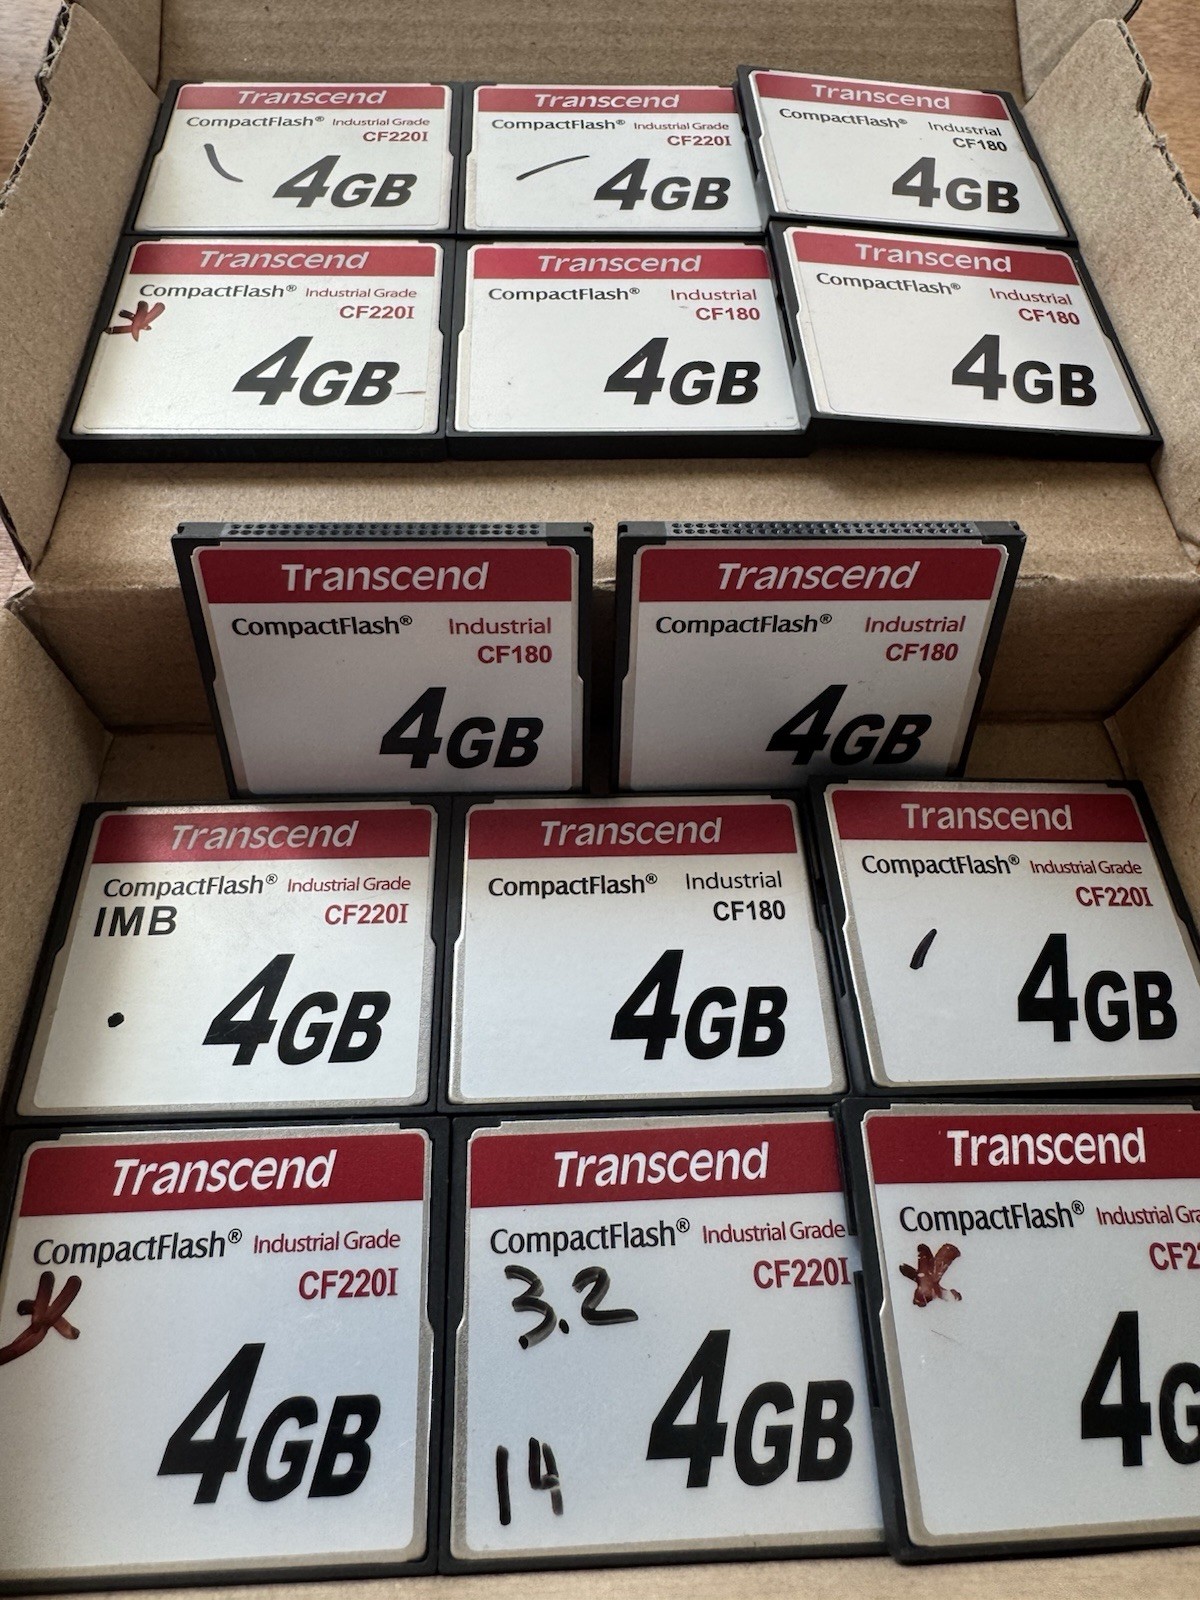 Transcend
CompactFlash® Industrial Grade
CF220I
4GB
Transcend
CompactFlash® Industrial Grade
CF220I
4GB
Transcend
CompactFlash® Industrial
CF180
4GB
Transcend
CompactFlash® Industrial Grade
CF220I
4GB
Transcend
CompactFlash® Industrial
CF180
4GB
Transcend
CompactFlash® Industrial
CF180
4GB
Transcend
CompactFlash® Industrial
CF180
4GB
Transcend
CompactFlash® Industrial
CF180
4GB
Transcend
CompactFlash® Industrial Grade
IMB CF220I
4GB
Transcend
CompactFlash® Industrial
CF180
4GB
Transcend
CompactFlash® Industrial Grade
CF220I
4GB
Transcend
CompactFlash® Industrial Grade
CF220I
4GB
Transcend
CompactFlash® Industrial Grade
CF220I
3.2
4GB
14
Transcend
CompactFlash® Industrial Gra
CF22
4G